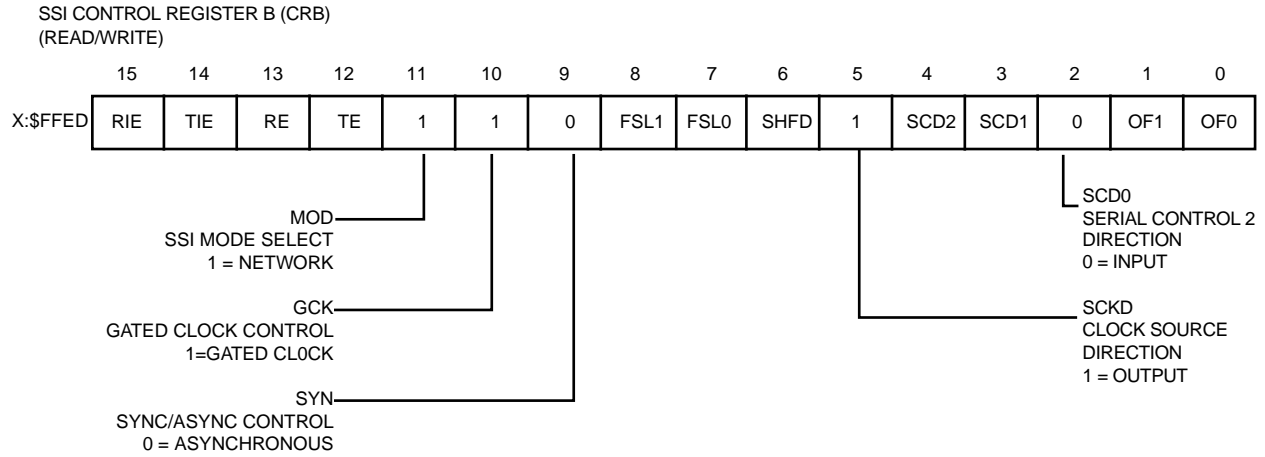 SSI CONTROL REGISTER B (CRB)
(READ/WRITE)
15 14 13 12 11 10 9 8 7 6 5 4 3 2 1 0
X:$FFED RIE TIE RE TE 1 1 0 FSL1 FSL0 SHFD 1 SCD2 SCD1 0 OF1 OF0
MOD
SSI MODE SELECT
1 = NETWORK
GCK
GATED CLOCK CONTROL
1=GATED CL0CK
SYN
SYNC/ASYNC CONTROL
0 = ASYNCHRONOUS
SCD0
SERIAL CONTROL 2
DIRECTION
0 = INPUT
SCKD
CLOCK SOURCE
DIRECTION
1 = OUTPUT